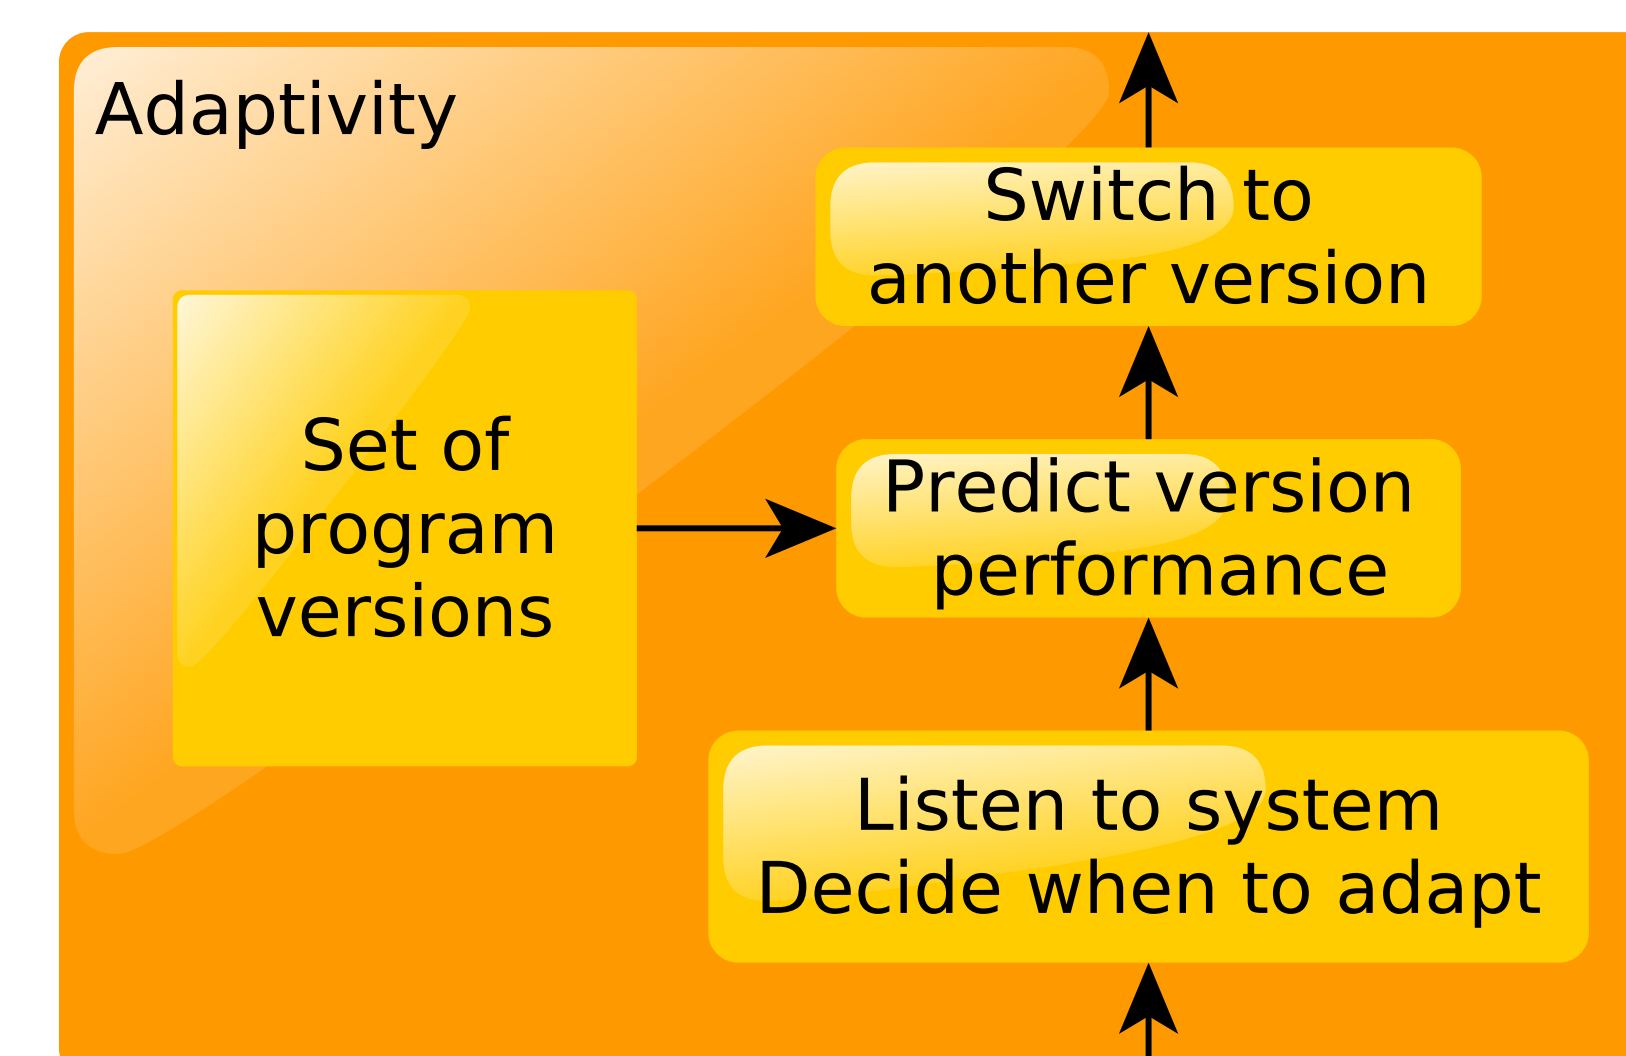 Adaptivity
Switch to
another version
Set of
program
versions
Predict version
performance
Listen to system
Decide when to adapt